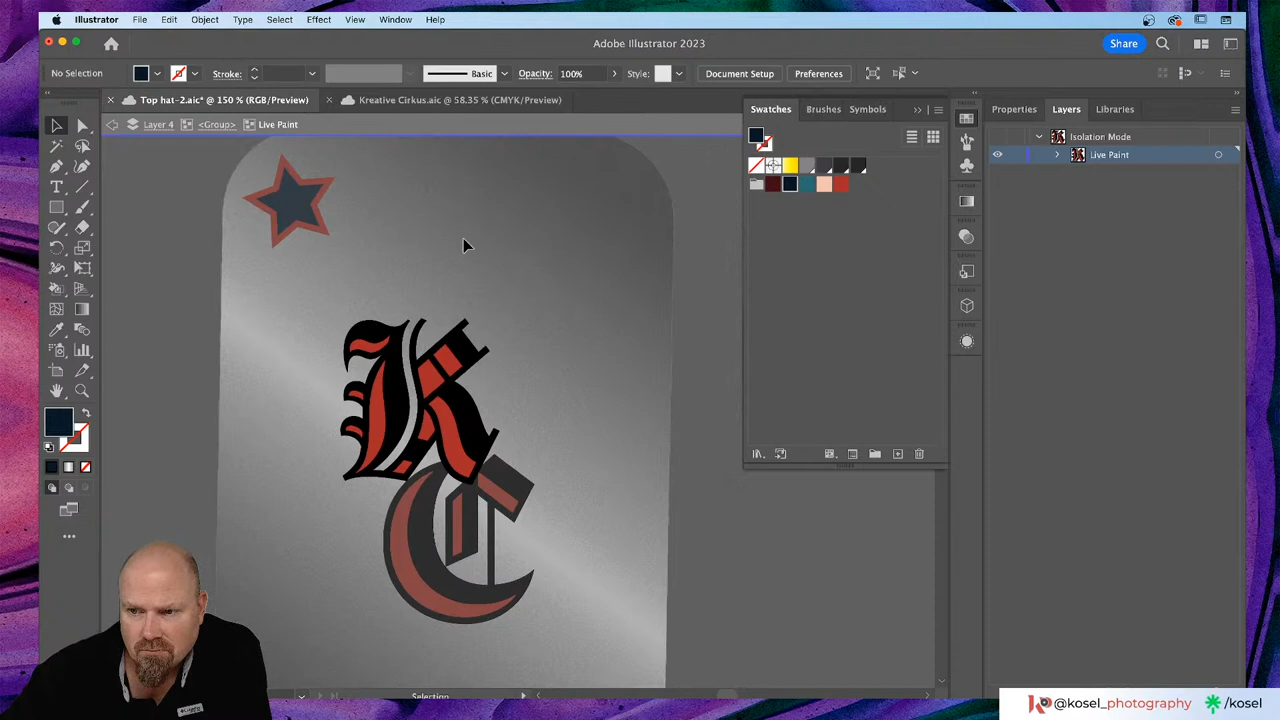 Illustrator File Edit Object Type Select Effect View Window Help
Adobe Illustrator 2023
Share
No Selection Stroke: Basic Opacity: 100% Style: Document Setup Preferences
× Top hat-2.aic* @ 150 % (RGB/Preview) × Kreative Cirkus.aic @ 58.35 % (CMYK/Preview)
Layer 4 <Group> Live Paint
Swatches Brushes Symbols
Properties Layers Libraries
Isolation Mode
Live Paint
K
C
Selection
@kosel_photography /kosel